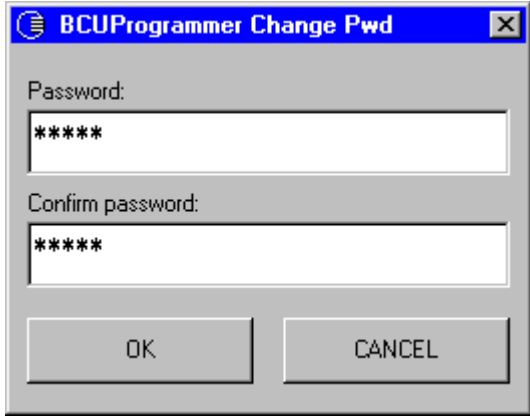 BCUProgrammer Change Pwd
Password:
*****
Confirm password:
*****
OK
CANCEL